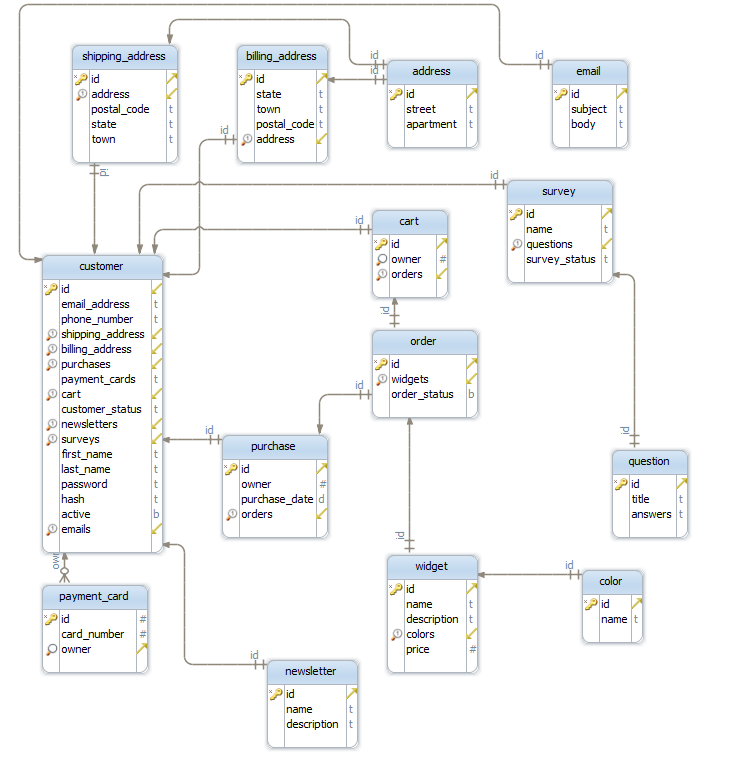 id
shipping_address
id
address t
postal_code t
state t
town t
billing_address
id
state t
town t
postal_code t
address
id
id
address
id
street t
apartment t
id
email
id
subject t
body t
id
id
id
survey
id
name t
questions
survey_status t
id
cart
id
owner #
orders
customer
id
email_address t
phone_number t
shipping_address
billing_address
purchases
payment_cards t
cart
customer_status t
newsletters
surveys
first_name t
last_name t
password t
hash t
active b
emails
id
order
id
widgets
order_status b
id
id
purchase
id
owner #
purchase_date d
orders
id
question
id
title t
answers t
id
widget
id
name t
description t
colors
price #
id
color
id
name t
payment_card
id #
card_number #
owner
id
newsletter
id
name t
description t